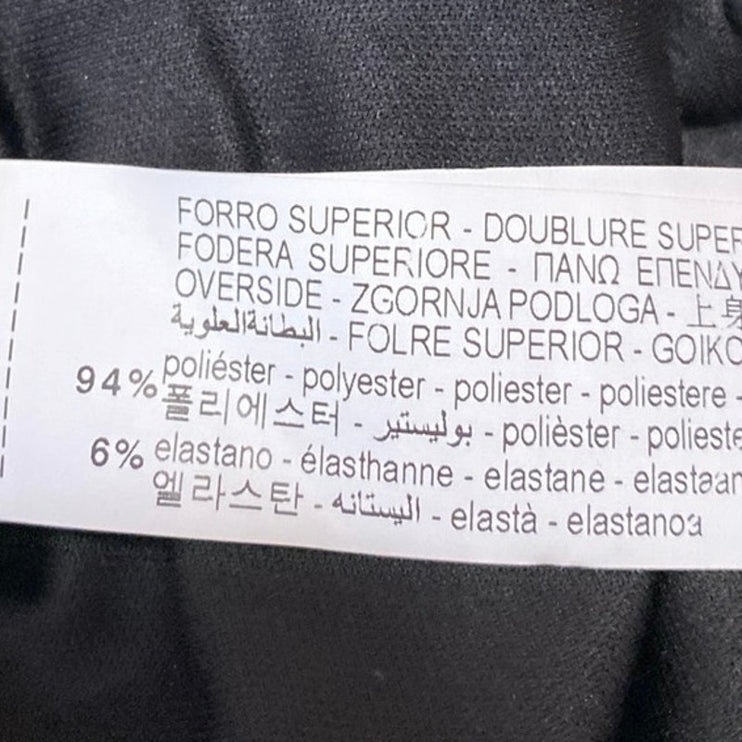 FORRO SUPERIOR - DOUBLURE SUPER
FODERA SUPERIORE - ΠΑΝΩ ΕΠΕΝΔΥ
OVERSIDE - ZGORNJA PODLOGA - 上身
البطانة العلوية - FOLRE SUPERIOR - GOIKO
94% poliéster - polyester - poliester - poliestere -
폴리에스터 - بوليستير - polièster - polieste
6% elastano - élasthanne - elastane - elastaan
엘라스탄 - اليستانه - elastà - elastanoa